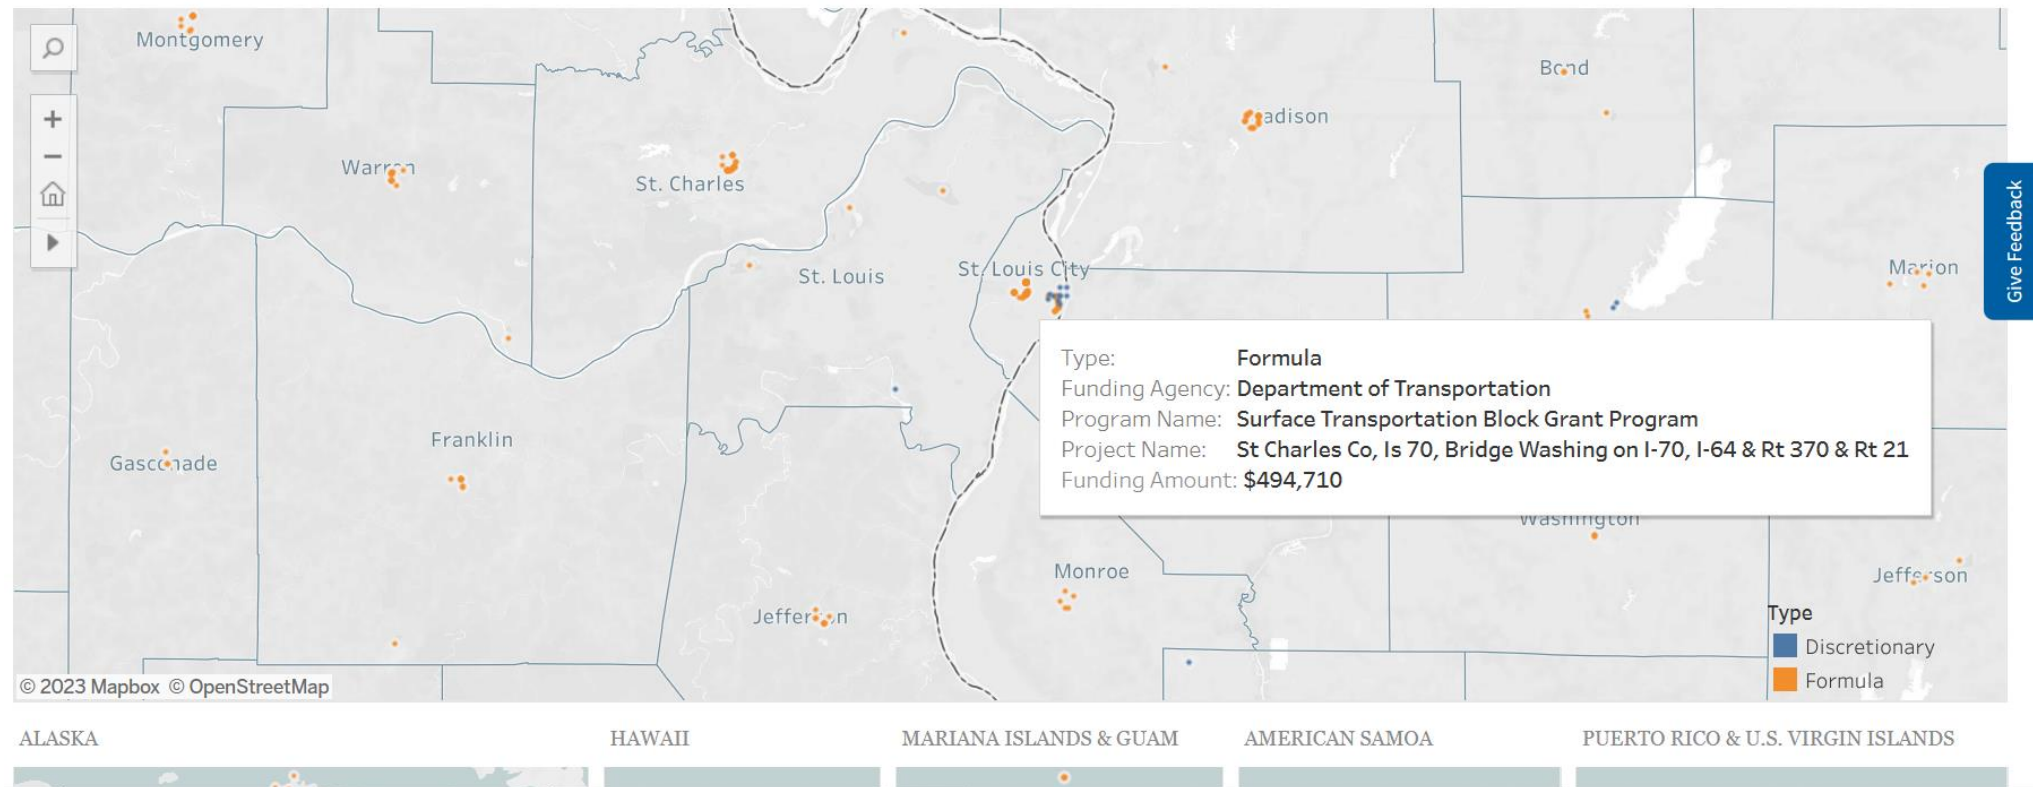 Montgomery
Bond
adison
Warren
St. Charles
Give Feedback
St. Louis City
Marion
St. Louis
Type: Formula
Funding Agency: Department of Transportation
Program Name: Surface Transportation Block Grant Program
Project Name: St Charles Co, Is 70, Bridge Washing on I-70, I-64 & Rt 370 & Rt 21
Funding Amount: $494,710
Franklin
Gasconade
Washington
Monroe
Jefferson
Jefferson
Type
Discretionary
Formula
© 2023 Mapbox © OpenStreetMap
ALASKA
HAWAII
MARIANA ISLANDS & GUAM
AMERICAN SAMOA
PUERTO RICO & U.S. VIRGIN ISLANDS